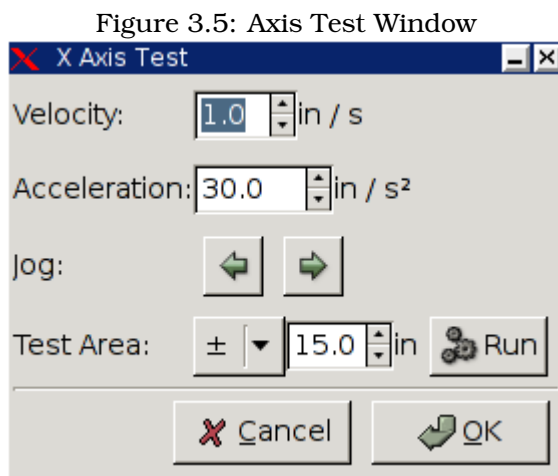 Figure 3.5: Axis Test Window
X Axis Test
Velocity: 1.0 in / s
Acceleration: 30.0 in / s²
Jog:
Test Area: ± 15.0 in Run
Cancel OK